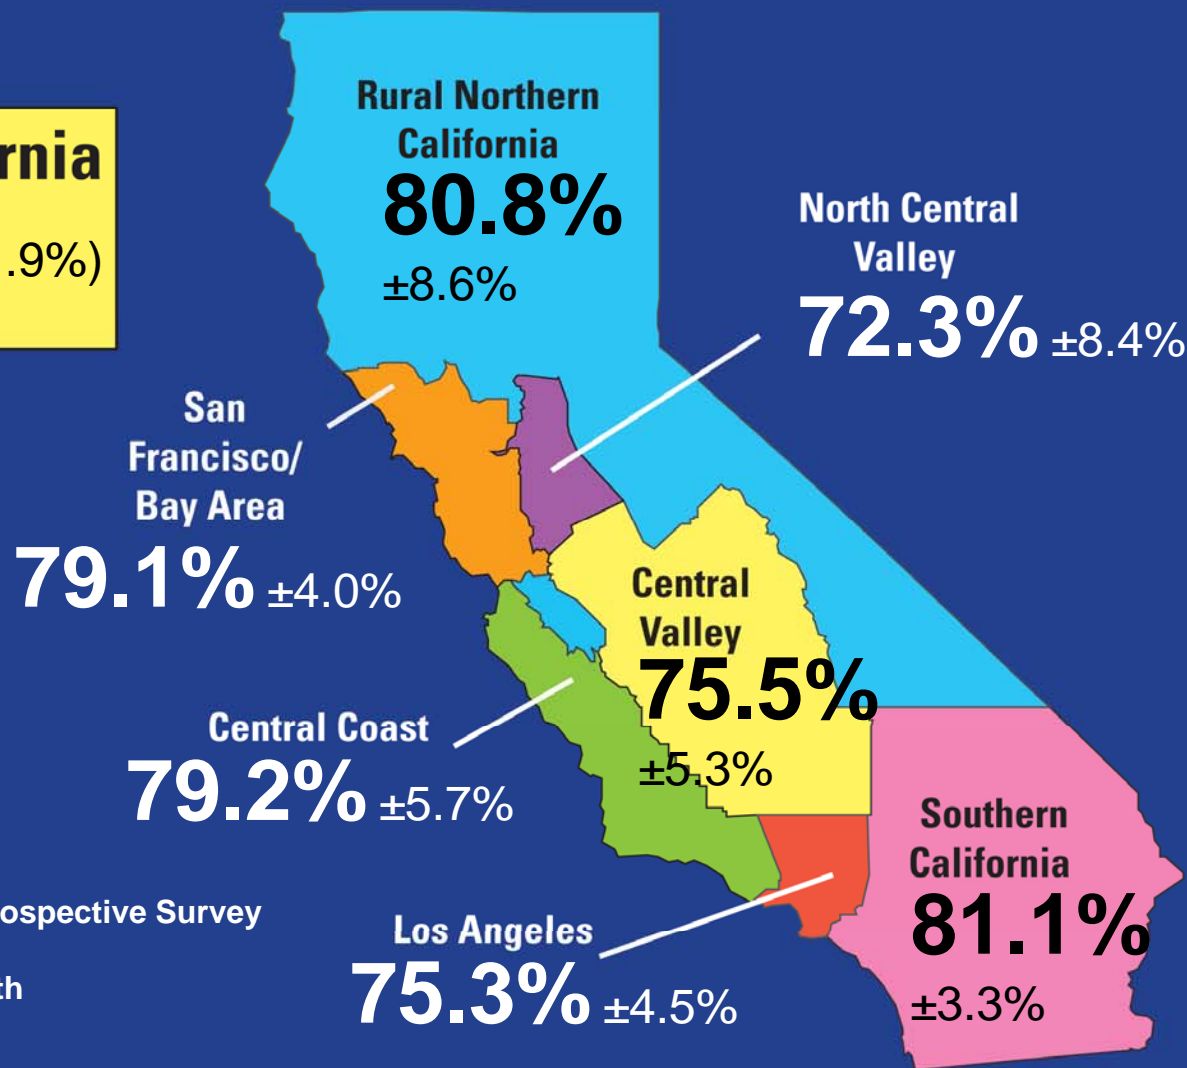 Rural Northern
California
80.8%
±8.6%
rnia
.9%)
North Central
Valley
72.3% ±8.4%
San
Francisco/
Bay Area
79.1% ±4.0%
Central
Valley
75.5%
±5.3%
Central Coast
79.2% ±5.7%
Southern
California
81.1%
±3.3%
ospective Survey
th
Los Angeles
75.3% ±4.5%